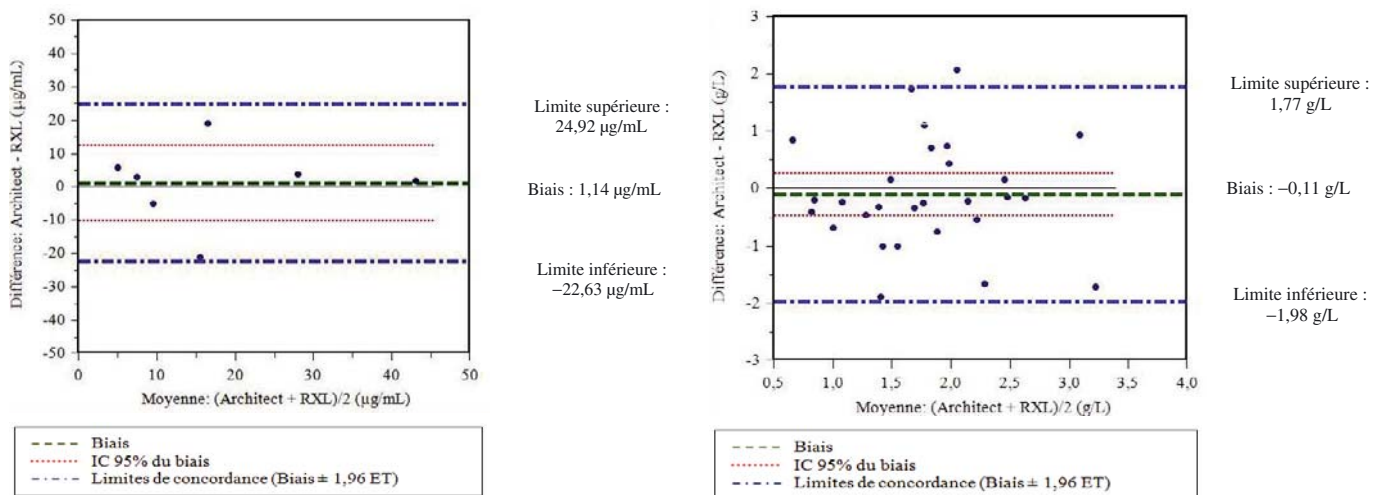 50
40
30
20
10
0
-10
-20
-30
-40
-50
Différence: Architect - RXL (µg/mL)
0
10
20
30
40
50
Moyenne: (Architect + RXL)/2 (µg/mL)
Limite supérieure :
24,92 µg/mL
Biais : 1,14 µg/mL
Limite inférieure :
−22,63 µg/mL
Biais
IC 95% du biais
Limites de concordance (Biais ± 1,96 ET)
3
2
1
0
-1
-2
-3
Différence: Architect - RXL (g/L)
0,5
1,0
1,5
2,0
2,5
3,0
3,5
4,0
Moyenne: (Architect + RXL)/2 (g/L)
Limite supérieure :
1,77 g/L
Biais : −0,11 g/L
Limite inférieure :
−1,98 g/L
Biais
IC 95% du biais
Limites de concordance (Biais ± 1,96 ET)